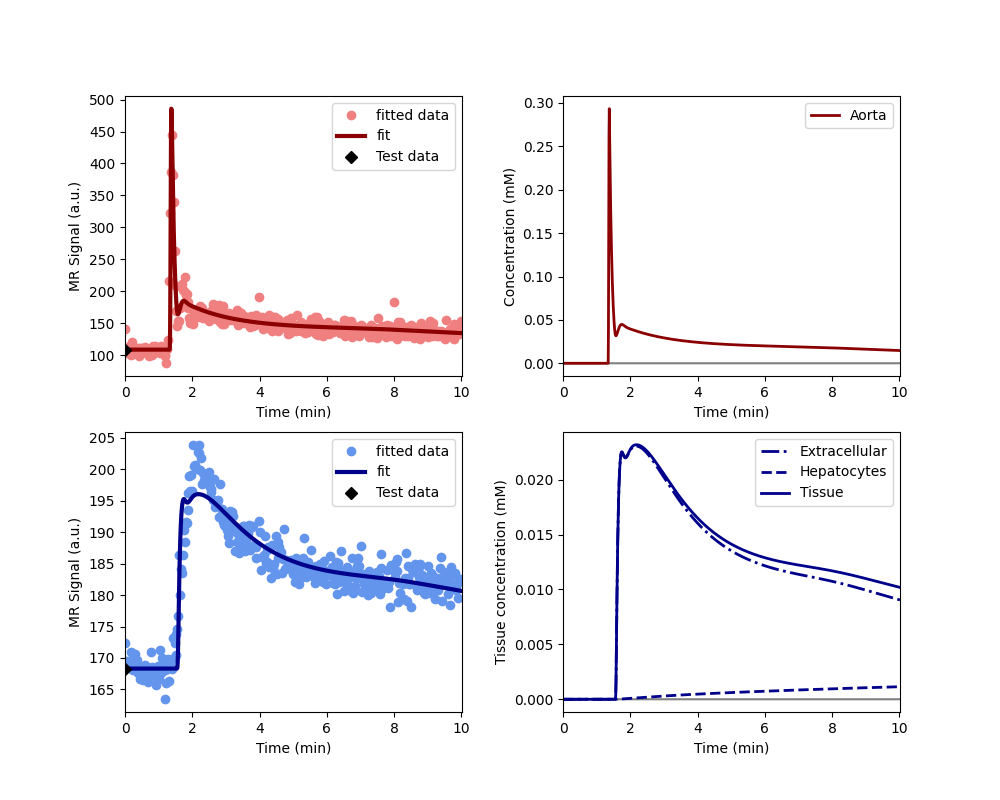 500
450
400
350
300
250
200
150
100
MR Signal (a.u.)
fitted data
fit
Test data
0 2 4 6 8 10
Time (min)
0.30
0.25
0.20
0.15
0.10
0.05
0.00
Concentration (mM)
Aorta
0 2 4 6 8 10
Time (min)
205
200
195
190
185
180
175
170
165
MR Signal (a.u.)
fitted data
fit
Test data
0 2 4 6 8 10
Time (min)
0.020
0.015
0.010
0.005
0.000
Tissue concentration (mM)
Extracellular
Hepatocytes
Tissue
0 2 4 6 8 10
Time (min)